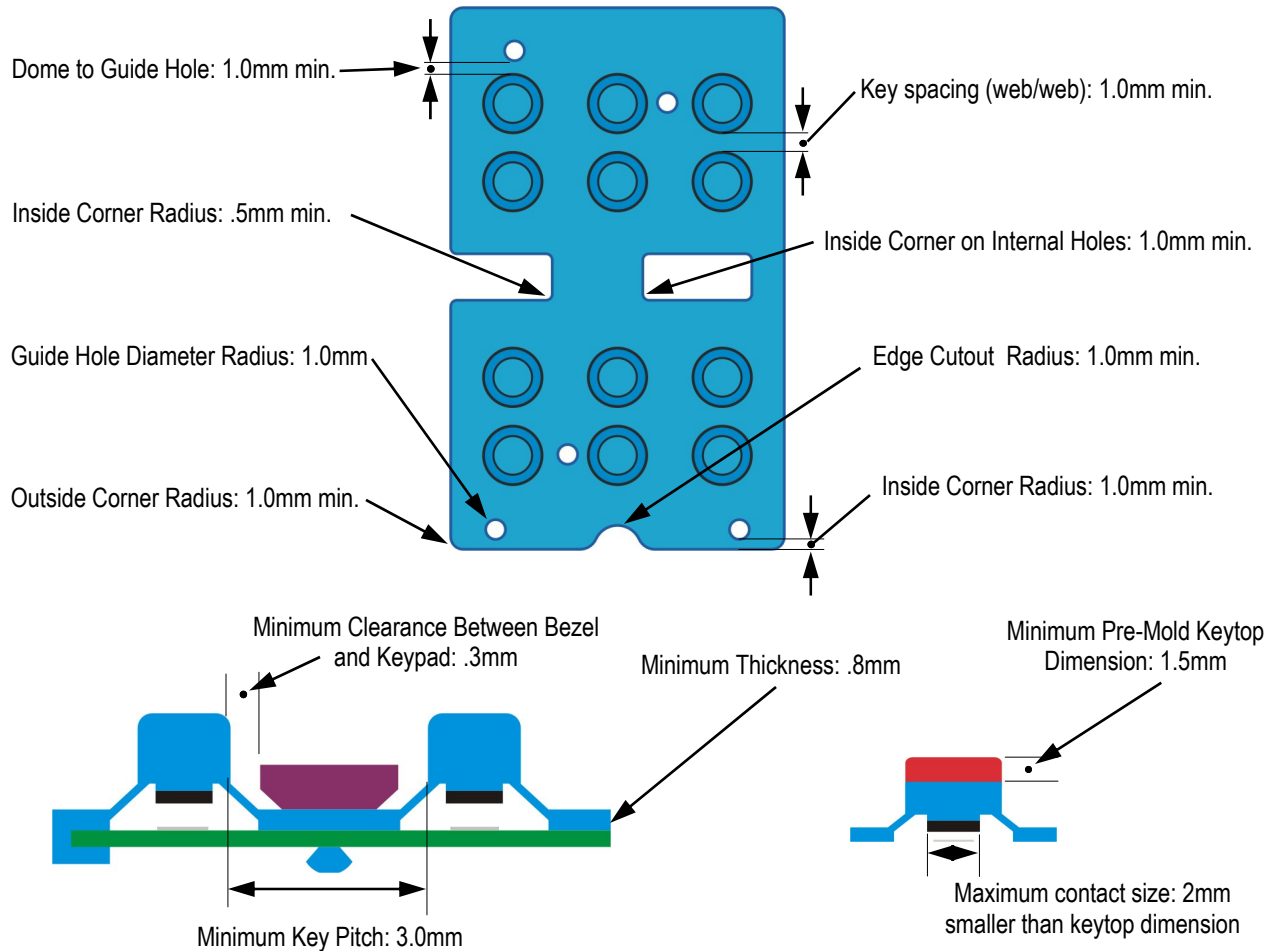 Dome to Guide Hole: 1.0mm min.
Key spacing (web/web): 1.0mm min.
Inside Corner Radius: .5mm min.
Inside Corner on Internal Holes: 1.0mm min.
Guide Hole Diameter Radius: 1.0mm
Edge Cutout Radius: 1.0mm min.
Outside Corner Radius: 1.0mm min.
Inside Corner Radius: 1.0mm min.
Minimum Clearance Between Bezel
and Keypad: .3mm
Minimum Thickness: .8mm
Minimum Pre-Mold Keytop
Dimension: 1.5mm
Minimum Key Pitch: 3.0mm
Maximum contact size: 2mm
smaller than keytop dimension